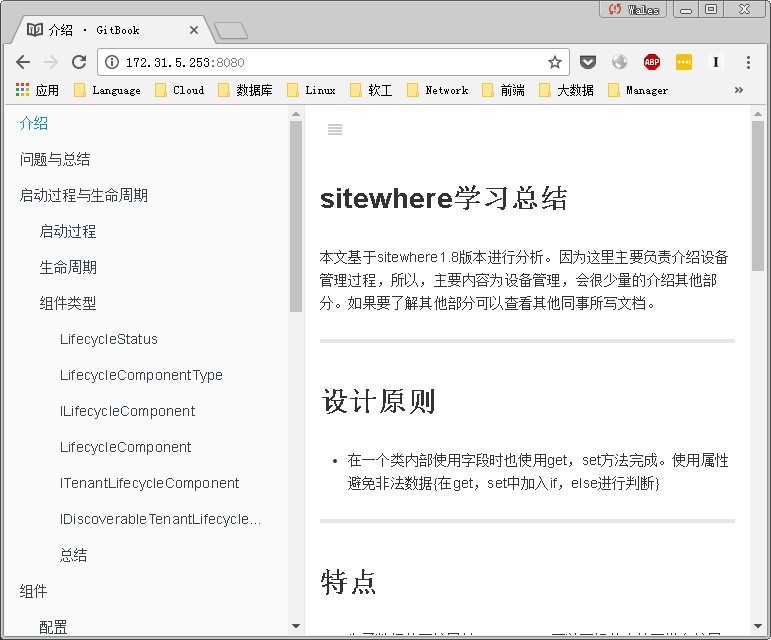 Wales
介绍 · GitBook
172.31.5.253:8080
ABP
I
应用 Language Cloud 数据库 Linux 软工 Network 前端 大数据 Manager »
介绍
问题与总结
启动过程与生命周期
启动过程
生命周期
组件类型
LifecycleStatus
LifecycleComponentType
ILifecycleComponent
LifecycleComponent
ITenantLifecycleComponent
IDiscoverableTenantLifecycle...
总结
组件
配置
sitewhere学习总结
本文基于sitewhere1.8版本进行分析。因为这里主要负责介绍设备
管理过程，所以，主要内容为设备管理，会很少量的介绍其他部
分。如果要了解其他部分可以查看其他同事所写文档。
设计原则
• 在一个类内部使用字段时也使用get，set方法完成。使用属性
避免非法数据{在get，set中加入if，else进行判断}
特点